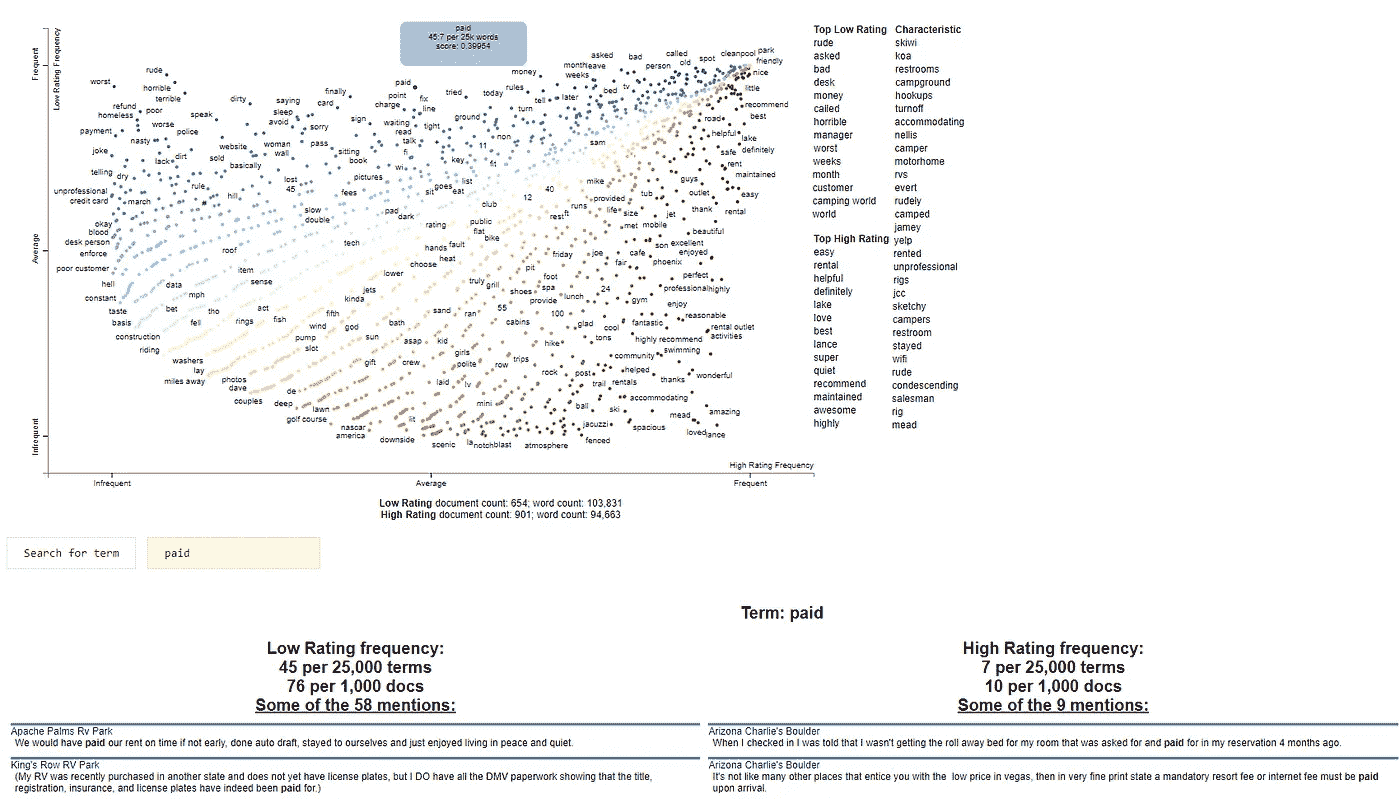 paid
45:7 per 25k words
score: 0.39954
Frequent
Low Rating Frequency
Average
Infrequent
asked bad called cleanpool park
rude money month leave person old spot friendly
worst horrible weeks nice
finally paid tried today rules bed tv little
refund terrible dirty saying card point fix tell later recommend
homeless poor speak sleep charge line turn best
worse avoid sign ground road
payment police sorry waiting tight non helpful lake
nasty website woman pass read talk 11 sam definitely
joke lack dirt sold wall sitting fi key fit safe
basically book wi rent
telling dry lost pictures list guys maintained
unprofessional rule 45 fees sit goes eat 40 mike outlet easy
credit card march hill 12 provided tub
slow pad club runs life thank rental
okay double dark rating public rest ft size jet
blood flat met mobile beautiful
desk person tech hands fault bike son excellent
enforce roof heat friday joe cafe enjoyed
poor customer item lower choose pit fair phoenix
hell data sense truly grill foot perfect
constant mph jets shoes spa 24 professional highly
taste bet tho act kinda sand 55 provide lunch gym enjoy
basis fell rings fish fifth ran 100 reasonable
construction wind god bath cabins glad cool fantastic rental outlet
riding pump sun asap kid hike tons highly recommend activities
washers slot girls swimming
lay gift crew polite row trips community helped
miles away photos rock post thanks wonderful
dave de laid lv trail rentals
couples deep mini accommodating
lawn ball ski amazing
golf course nascar lit jacuzzi mead
america spacious loved lance
downside scenic la notch blast atmosphere fenced
High Rating Frequency
Infrequent Average Frequent
Low Rating document count: 654; word count: 103,831
High Rating document count: 901; word count: 94,663
Top Low Rating
rude
asked
bad
desk
money
called
horrible
manager
worst
weeks
month
customer
camping world
world
Top High Rating
easy
rental
helpful
definitely
lake
love
best
lance
super
quiet
recommend
maintained
awesome
highly
Characteristic
skiwi
koa
restrooms
campground
hookups
turnoff
accommodating
nellis
camper
motorhome
rvs
evert
rudely
camped
jamey
yelp
rented
unprofessional
rigs
jcc
sketchy
campers
restroom
stayed
wifi
rude
condescending
salesman
rig
mead
Search for term paid
Term: paid
Low Rating frequency:
45 per 25,000 terms
76 per 1,000 docs
Some of the 58 mentions:
Apache Palms Rv Park
We would have paid our rent on time if not early, done auto draft, stayed to ourselves and just enjoyed living in peace and quiet.
King's Row RV Park
(My RV was recently purchased in another state and does not yet have license plates, but I DO have all the DMV paperwork showing that the title,
registration, insurance, and license plates have indeed been paid for.)
High Rating frequency:
7 per 25,000 terms
10 per 1,000 docs
Some of the 9 mentions:
Arizona Charlie's Boulder
When I checked in I was told that I wasn't getting the roll away bed for my room that was asked for and paid for in my reservation 4 months ago.
Arizona Charlie's Boulder
It's not like many other places that entice you with the low price in vegas, then in very fine print state a mandatory resort fee or internet fee must be paid
upon arrival.